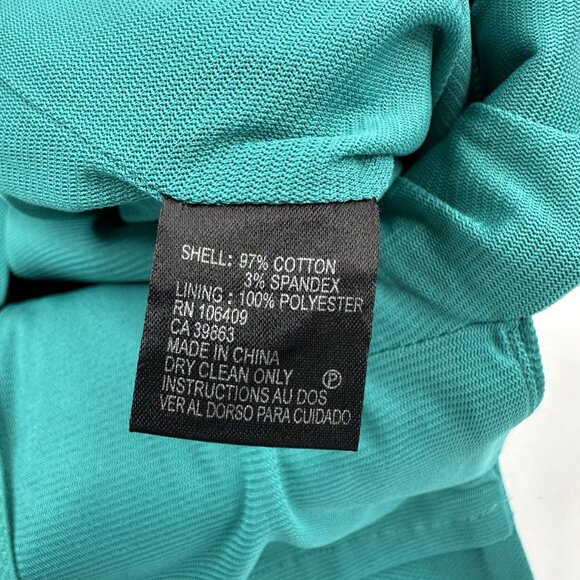 SHELL: 97% COTTON
3% SPANDEX
LINING: 100% POLYESTER
RN 106409
CA 39863
MADE IN CHINA
DRY CLEAN ONLY Ⓟ
INSTRUCTIONS AU DOS
VER AL DORSO PARA CUIDADO